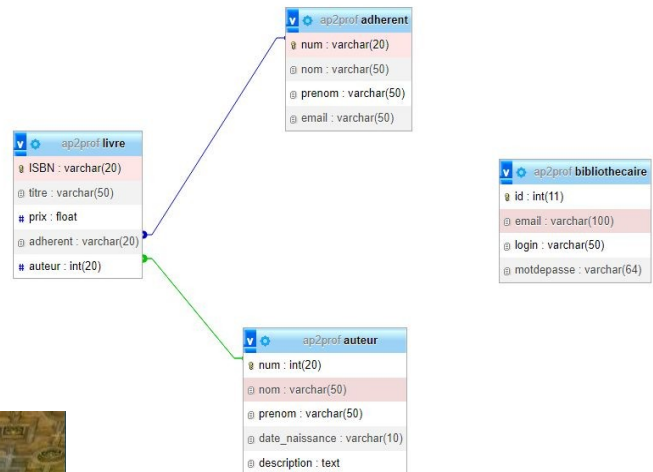 ap2prof adherent
num : varchar(20)
nom : varchar(50)
prenom : varchar(50)
email : varchar(50)
ap2prof livre
ISBN : varchar(20)
titre : varchar(50)
# prix : float
adherent : varchar(20)
# auteur : int(20)
ap2prof bibliothecaire
id : int(11)
email : varchar(100)
login : varchar(50)
motdepasse : varchar(64)
ap2prof auteur
num : int(20)
nom : varchar(50)
prenom : varchar(50)
date_naissance : varchar(10)
description : text